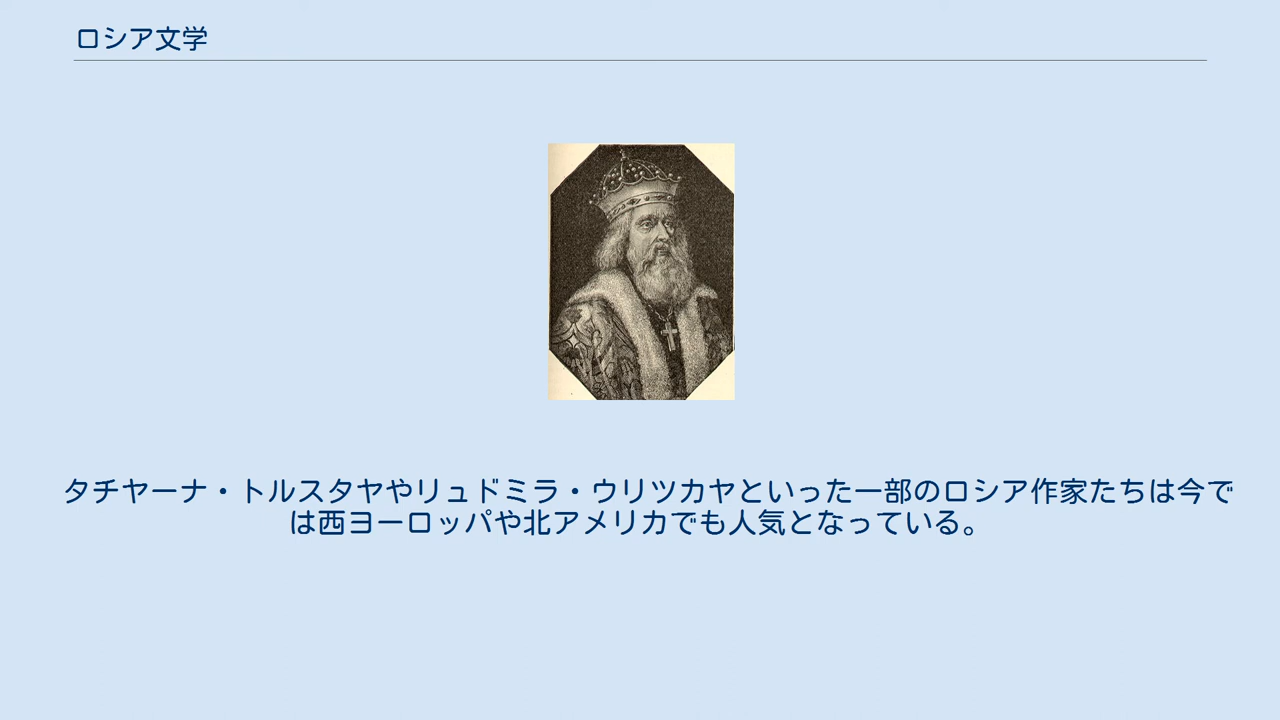 ロシア文学
タチヤーナ・トルスタヤやリュドミラ・ウリツカヤといった一部のロシア作家たちは今で
は西ヨーロッパや北アメリカでも人気となっている。